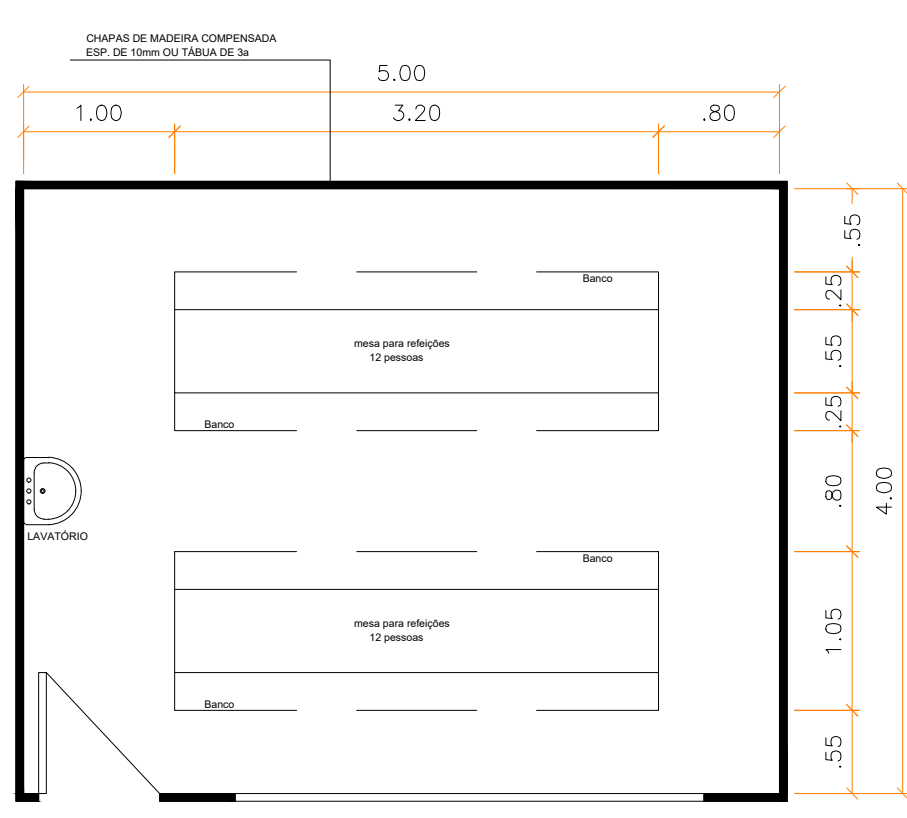 CHAPAS DE MADEIRA COMPENSADA
ESP. DE 10mm OU TÁBUA DE 3a
5.00
1.00
3.20
.80
.55
Banco
.25
mesa para refeições
12 pessoas
.55
Banco
.25
.80
4.00
LAVATÓRIO
Banco
mesa para refeições
12 pessoas
1.05
Banco
.55